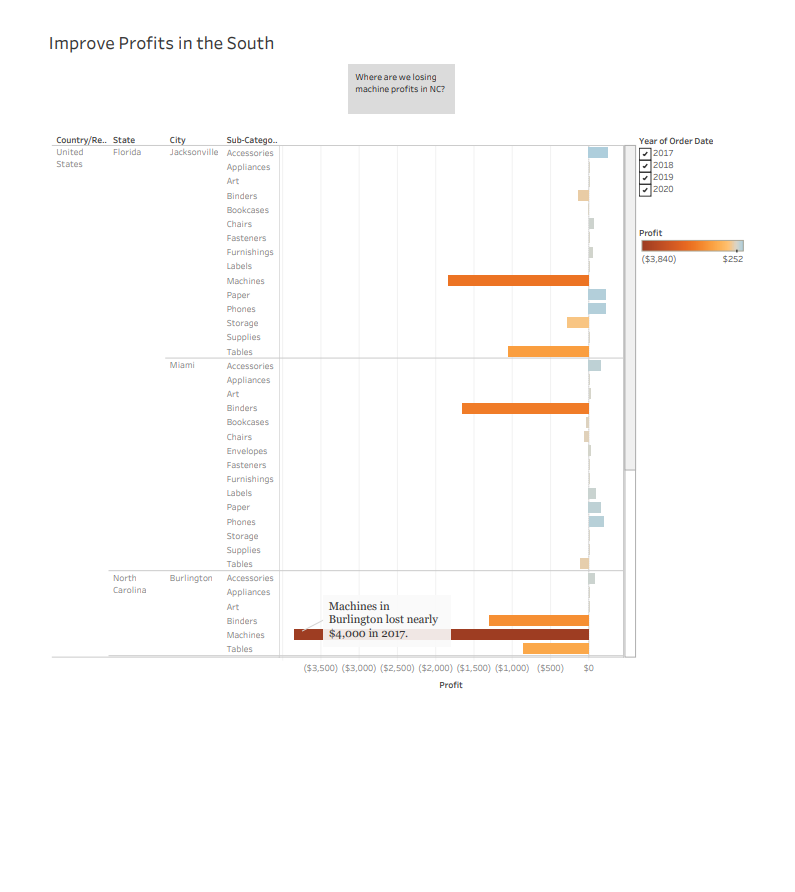 Improve Profits in the South
Where are we losing
machine profits in NC?
Country/Re.. State City Sub-Catego..
United States Florida Jacksonville Accessories
Appliances
Art
Binders
Bookcases
Chairs
Fasteners
Furnishings
Labels
Machines
Paper
Phones
Storage
Supplies
Tables
Miami Accessories
Appliances
Art
Binders
Bookcases
Chairs
Envelopes
Fasteners
Furnishings
Labels
Paper
Phones
Storage
Supplies
Tables
North Carolina Burlington Accessories
Appliances
Art
Binders
Machines
Tables
Machines in
Burlington lost nearly
$4,000 in 2017.
($3,500) ($3,000) ($2,500) ($2,000) ($1,500) ($1,000) ($500) $0
Profit
Year of Order Date
2017
2018
2019
2020
Profit
($3,840) $252